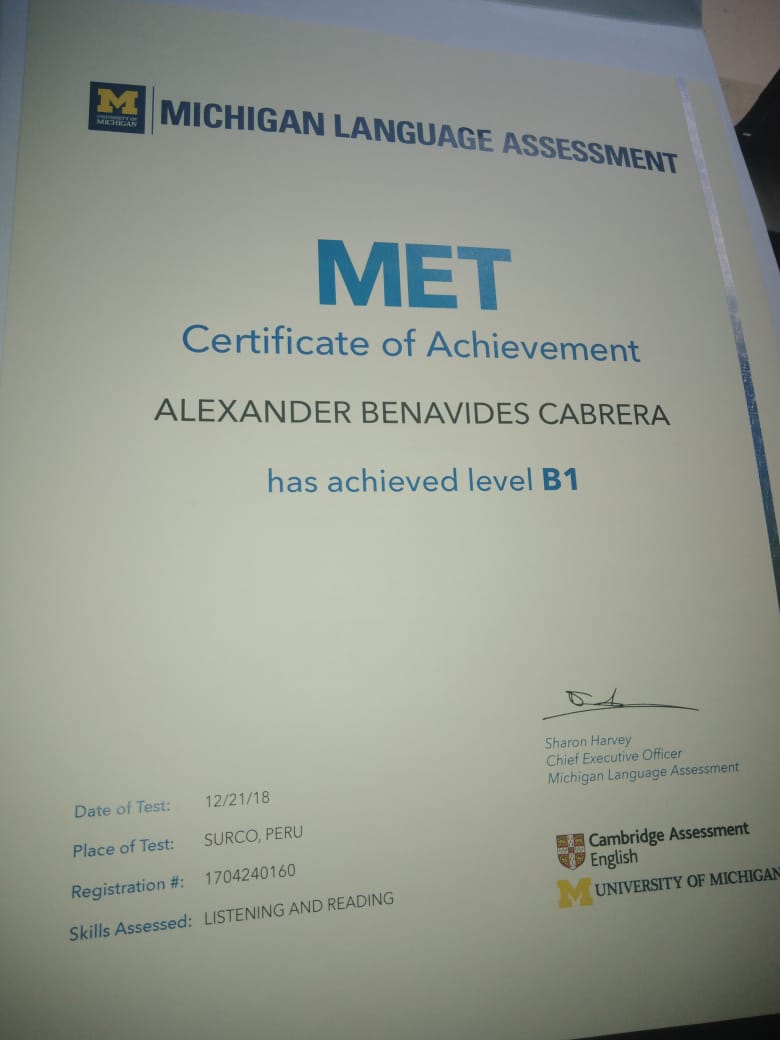 M
UNIVERSITY OF
MICHIGAN
MICHIGAN LANGUAGE ASSESSMENT
MET
Certificate of Achievement
ALEXANDER BENAVIDES CABRERA
has achieved level B1
Sharon Harvey
Chief Executive Officer
Michigan Language Assessment
Date of Test: 12/21/18
Place of Test: SURCO, PERU
Registration #: 1704240160
Skills Assessed: LISTENING AND READING
Cambridge Assessment
English
M UNIVERSITY OF MICHIGAN